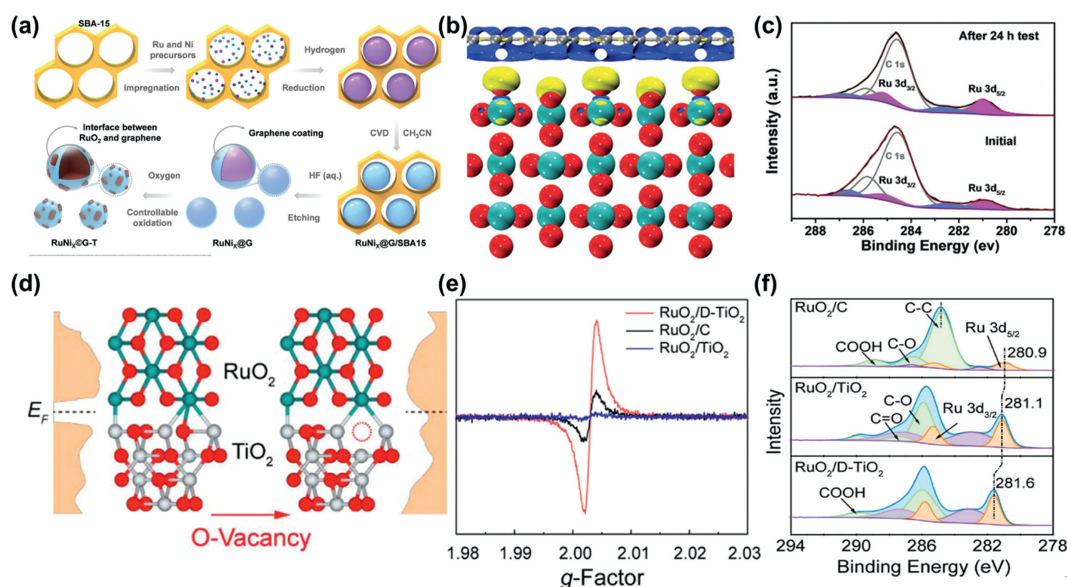 (a)
SBA-15
Ru and Ni
precursors
Impregnation
Hydrogen
Reduction
CVD
CH3CN
Interface between
RuO2 and graphene
Graphene coating
Oxygen
Controllable
oxidation
HF (aq.)
Etching
RuNiX©G-T
RuNiX@G
RuNiX@G/SBA15
(b)
(c)
After 24 h test
C 1s
Ru 3d3/2
Ru 3d5/2
Initial
C 1s
Ru 3d3/2
Ru 3d5/2
Intensity (a.u.)
288 286 284 282 280 278
Binding Energy (ev)
(d)
RuO2
EF
TiO2
O-Vacancy
(e)
RuO2/D-TiO2
RuO2/C
RuO2/TiO2
1.98 1.99 2.00 2.01 2.02 2.03
g-Factor
(f)
RuO2/C
C-C
COOH
C-O
Ru 3d5/2
280.9
RuO2/TiO2
C-O
C=O
Ru 3d3/2
281.1
RuO2/D-TiO2
COOH
281.6
Intensity
294 290 286 282 278
Binding Energy (eV)